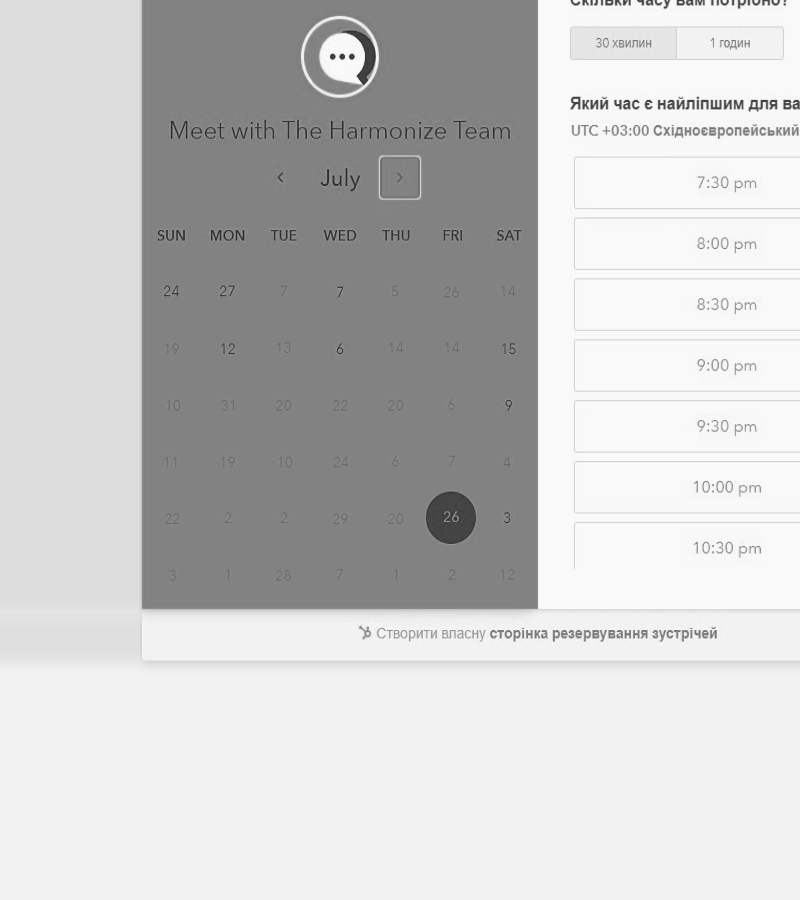 Скільки часу вам потрібно?
30 хвилин 1 годин
Meet with The Harmonize Team
July
SUN MON TUE WED THU FRI SAT
24 27 7 7 5 26 14
19 12 13 6 14 14 15
10 31 20 22 20 6 9
11 19 10 24 6 7 4
22 2 2 29 20 26 3
3 1 28 7 1 2 12
Який час є найліпшим для ва
UTC +03:00 Східноєвропейський
7:30 pm
8:00 pm
8:30 pm
9:00 pm
9:30 pm
10:00 pm
10:30 pm
Створити власну сторінка резервування зустрічей